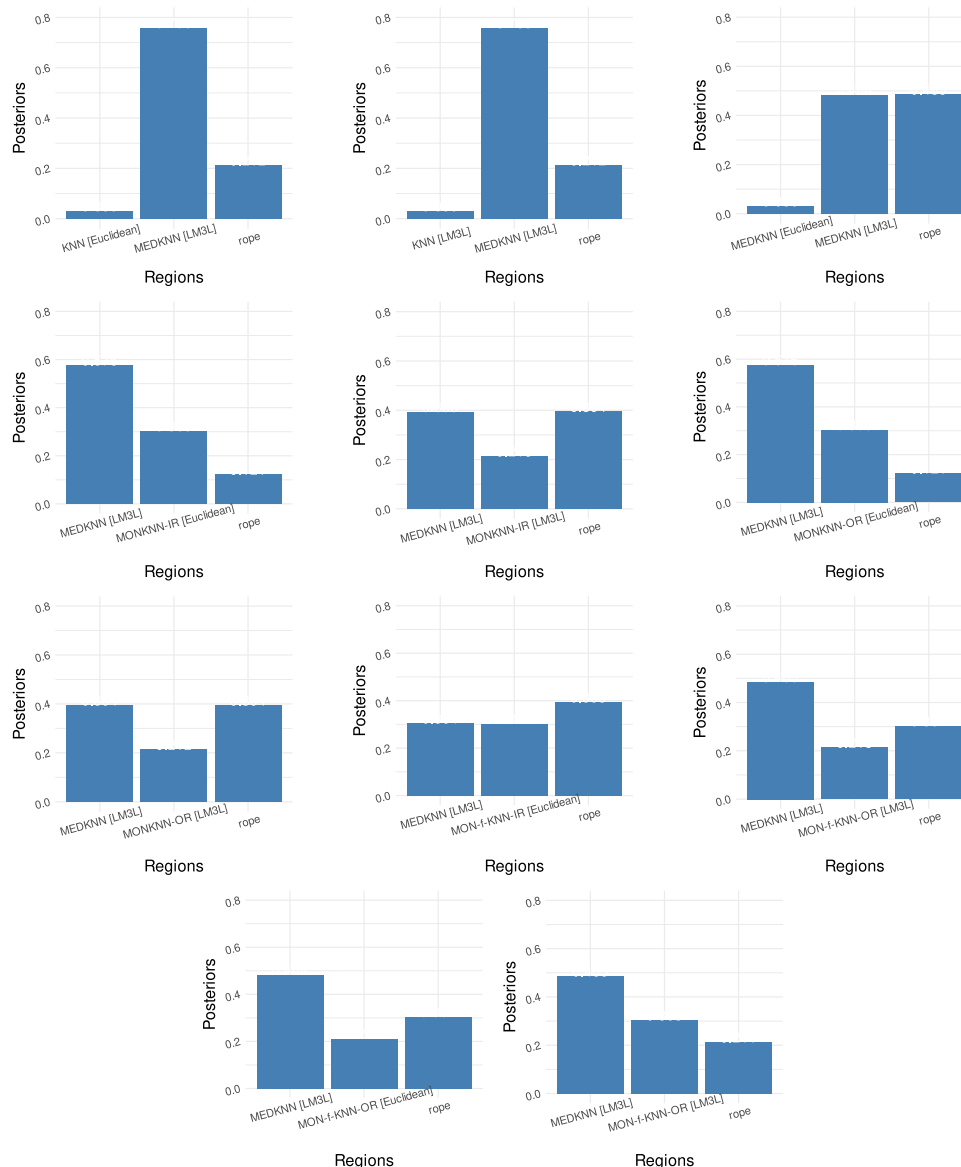 0.8
0.6
0.4
0.2
0.0
Posteriors
KNN [Euclidean]
MEDKNN [LM3L]
rope
Regions
0.8
0.6
0.4
0.2
0.0
Posteriors
KNN [LM3L]
MEDKNN [LM3L]
rope
Regions
0.8
0.6
0.4
0.2
0.0
Posteriors
MEDKNN [Euclidean]
MEDKNN [LM3L]
rope
Regions
0.8
0.6
0.4
0.2
0.0
Posteriors
MEDKNN [LM3L]
MONKNN-IR [Euclidean]
rope
Regions
0.8
0.6
0.4
0.2
0.0
Posteriors
MEDKNN [LM3L]
MONKNN-IR [LM3L]
rope
Regions
0.8
0.6
0.4
0.2
0.0
Posteriors
MEDKNN [LM3L]
MONKNN-OR [Euclidean]
rope
Regions
0.8
0.6
0.4
0.2
0.0
Posteriors
MEDKNN [LM3L]
MONKNN-OR [LM3L]
rope
Regions
0.8
0.6
0.4
0.2
0.0
Posteriors
MEDKNN [LM3L]
MON-f-KNN-IR [Euclidean]
rope
Regions
0.8
0.6
0.4
0.2
0.0
Posteriors
MEDKNN [LM3L]
MON-f-KNN-OR [LM3L]
rope
Regions
0.8
0.6
0.4
0.2
0.0
Posteriors
MEDKNN [LM3L]
MON-f-KNN-OR [Euclidean]
rope
Regions
0.8
0.6
0.4
0.2
0.0
Posteriors
MEDKNN [LM3L]
MON-f-KNN-OR [LM3L]
rope
Regions